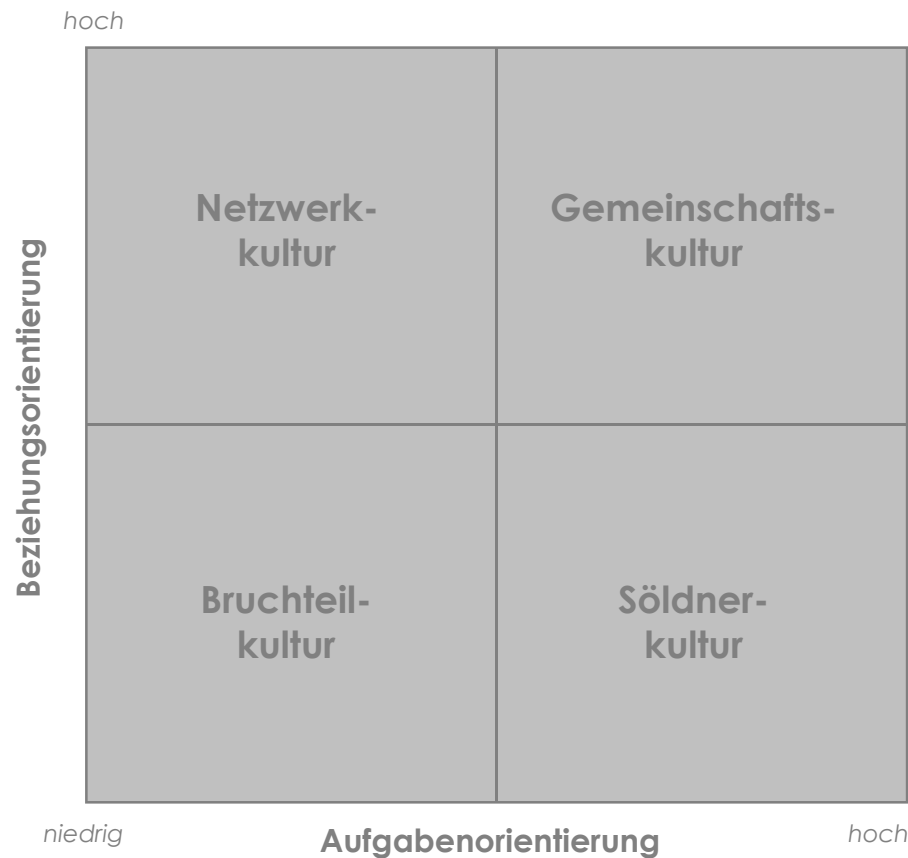 hoch
Netzwerk-
kultur
Gemeinschafts-
kultur
Beziehungsorientierung
Bruchteil-
kultur
Söldner-
kultur
niedrig
Aufgabenorientierung
hoch